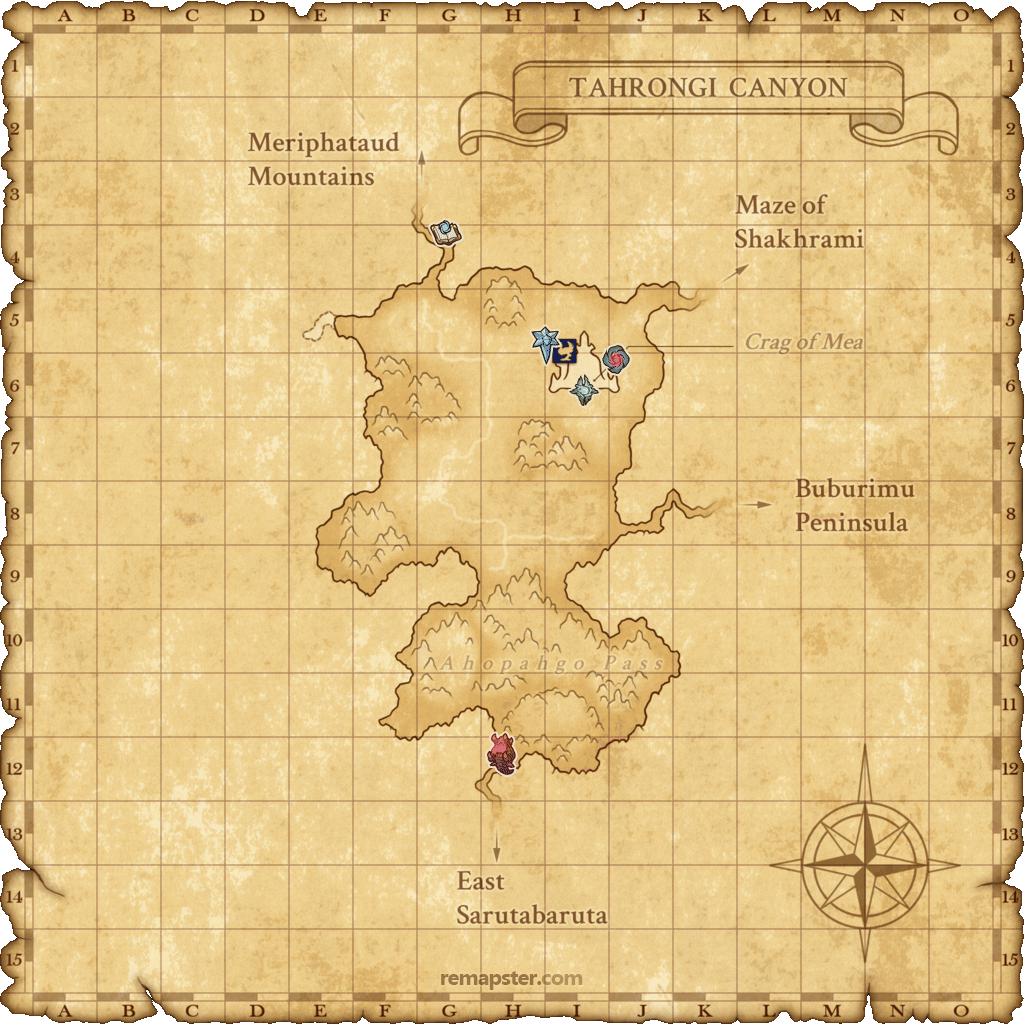 A B C D E F G H I J K L M N O
1 1
TAHRONGI CANYON
2 2
Meriphataud
Mountains
3 3
Maze of
Shakhrami
4 4
5 5
Crag of Mea
6 6
7 7
Buburimu
Peninsula
8 8
9 9
10 10
Ahopahgo Pass
11 11
12 12
13 13
East
Sarutabaruta
14 14
15 15
remapster.com
A B C D E F G H I J K L M N O